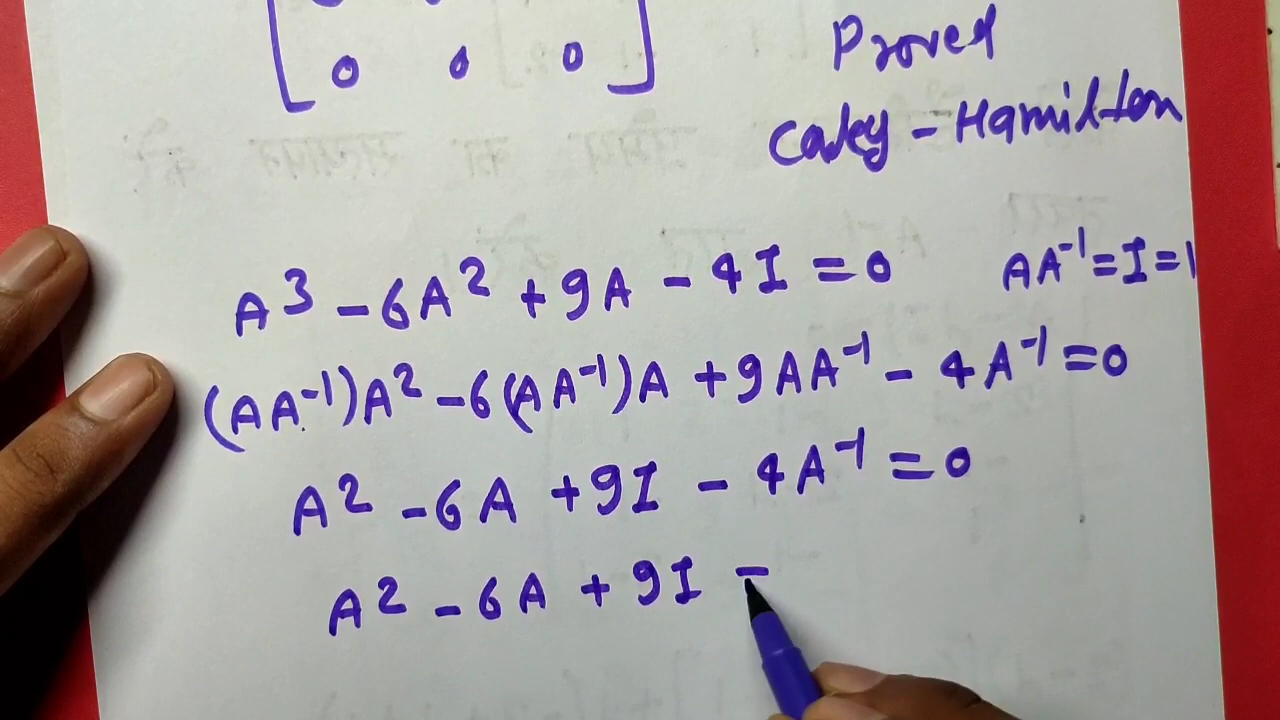 0 0 0
Proved
Caley - Hamilton
A³ - 6A² + 9A - 4I = 0
AA⁻¹ = I = 1
(AA⁻¹)A² - 6(AA⁻¹)A + 9AA⁻¹ - 4A⁻¹ = 0
A² - 6A + 9I - 4A⁻¹ = 0
A² - 6A + 9I =